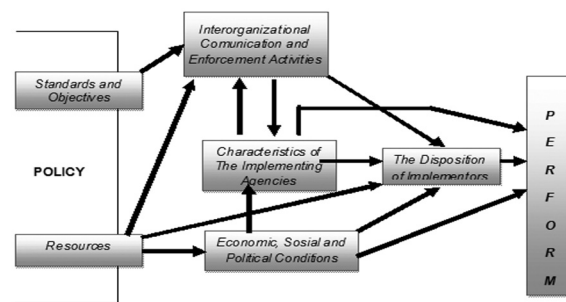 Interorganizational
Comunication and
Enforcement Activities
Standards and
Objectives
Characteristics of
The Implementing
Agencies
The Disposition
of Implementors
POLICY
Resources
Economic, Sosial and
Political Conditions
P
E
R
F
O
R
M